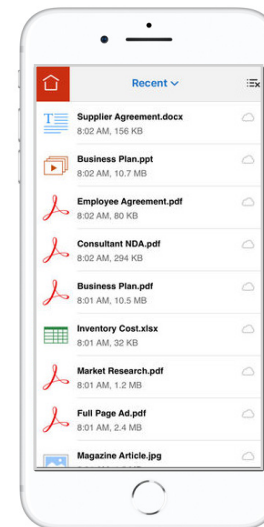 Recent
Supplier Agreement.docx
8:02 AM, 156 KB
Business Plan.ppt
8:02 AM, 10.7 MB
Employee Agreement.pdf
8:02 AM, 80 KB
Consultant NDA.pdf
8:02 AM, 294 KB
Business Plan.pdf
8:01 AM, 10.5 MB
Inventory Cost.xlsx
8:01 AM, 32 KB
Market Research.pdf
8:01 AM, 1.2 MB
Full Page Ad.pdf
8:01 AM, 2.4 MB
Magazine Article.jpg